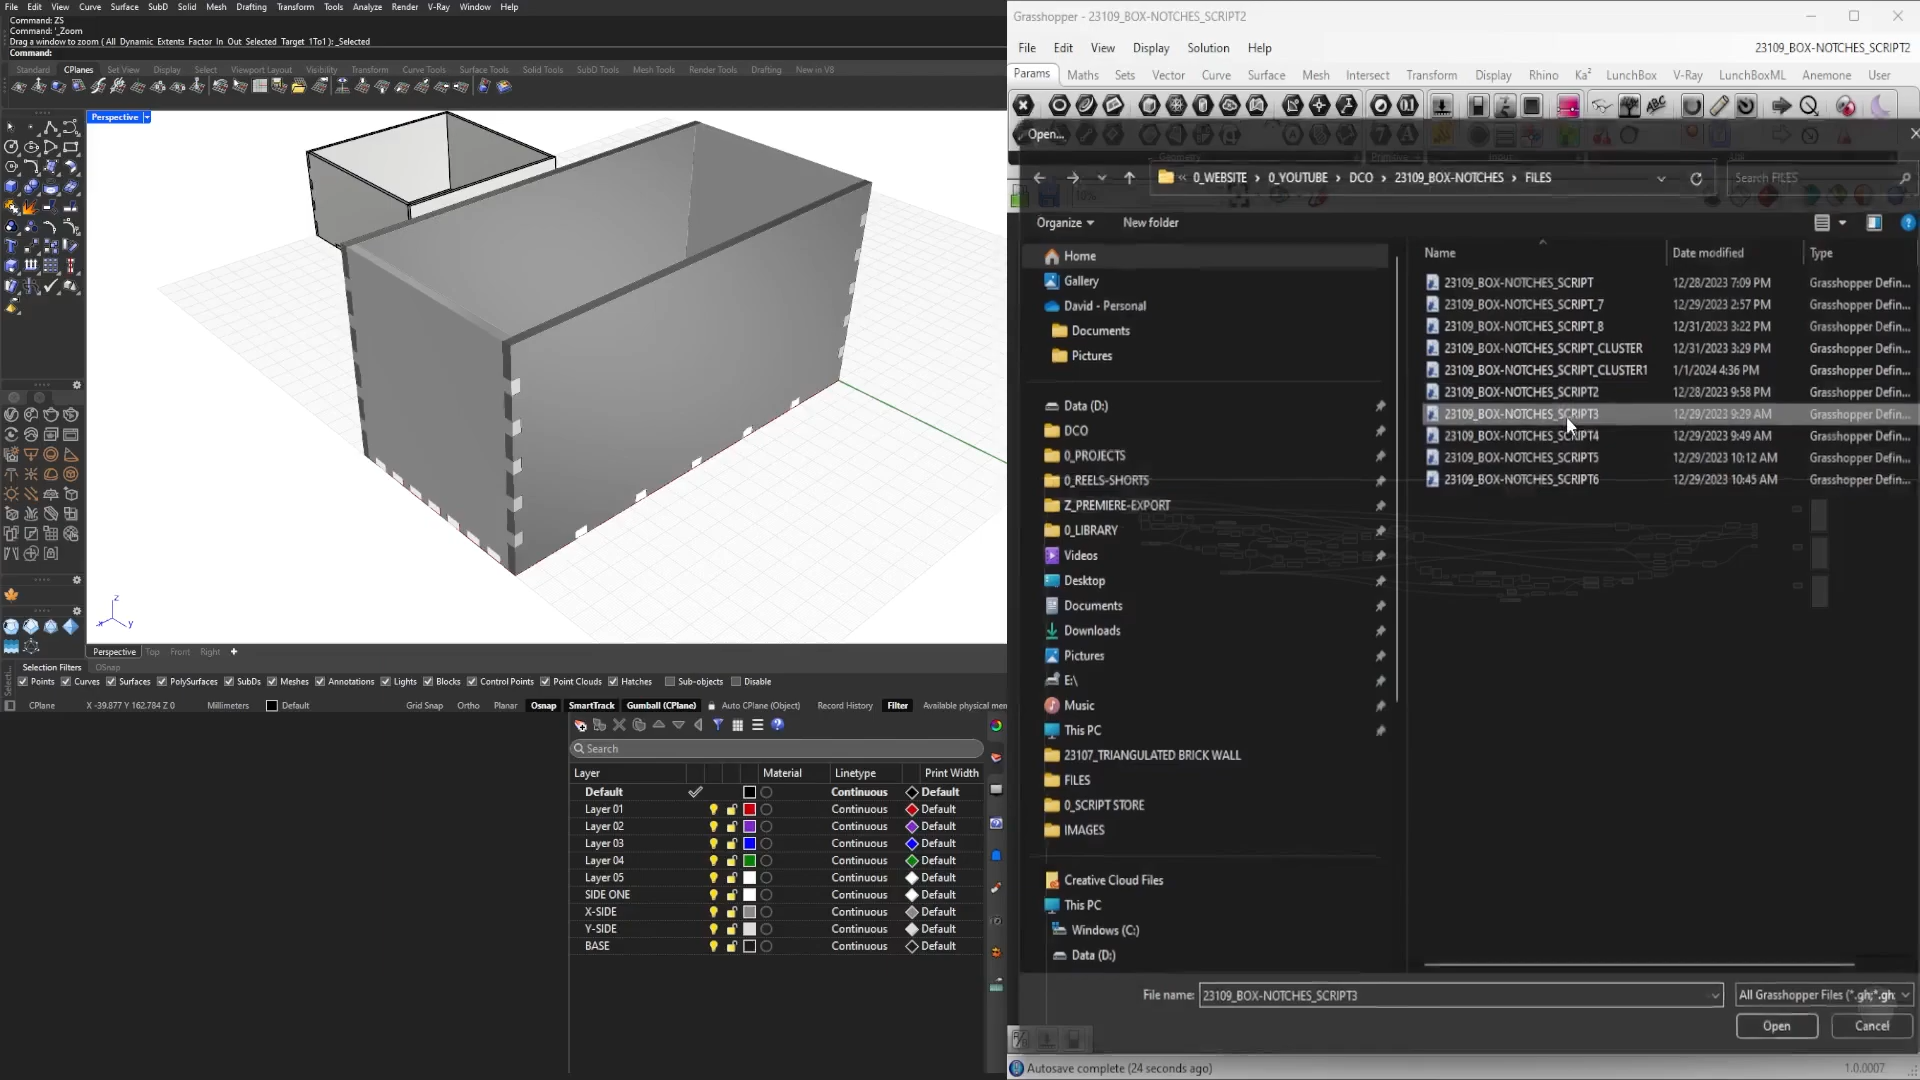 File Edit View Curve Surface SubD Solid Mesh Drafting Transform Tools Analyze Render V-Ray Window Help
Command: ZS
Command: '_Zoom
Drag a window to zoom ( All Dynamic Extents Factor In Out Selected Target 1To1 ): _Selected
Command:
Standard CPlanes Set View Display Select Viewport Layout Visibility Transform Curve Tools Surface Tools Solid Tools SubD Tools Mesh Tools Render Tools Drafting New in V8
Perspective
z
x y
Perspective Top Front Right
Selection Filters OSnap
Points Curves Surfaces PolySurfaces SubDs Meshes Annotations Lights Blocks Control Points Point Clouds Hatches Sub-objects Disable
CPlane X -39.877 Y 162.784 Z 0 Millimeters Default Grid Snap Ortho Planar Osnap SmartTrack Gumball (CPlane) Auto CPlane (Object) Record History Filter Available physical mem
Search
Layer Material Linetype Print Width
Default Continuous Default
Layer 01 Continuous Default
Layer 02 Continuous Default
Layer 03 Continuous Default
Layer 04 Continuous Default
Layer 05 Continuous Default
SIDE ONE Continuous Default
X-SIDE Continuous Default
Y-SIDE Continuous Default
BASE Continuous Default
Grasshopper - 23109_BOX-NOTCHES_SCRIPT2
File Edit View Display Solution Help
23109_BOX-NOTCHES_SCRIPT2
Params Maths Sets Vector Curve Surface Mesh Intersect Transform Display Rhino Ka² LunchBox V-Ray LunchBoxML Anemone User
Open...
« 0_WEBSITE › 0_YOUTUBE › DCO › 23109_BOX-NOTCHES › FILES
Search FILES
Organize New folder
Home
Gallery
David - Personal
Documents
Pictures
Data (D:)
DCO
0_PROJECTS
0_REELS-SHORTS
Z_PREMIERE-EXPORT
0_LIBRARY
Videos
Desktop
Documents
Downloads
Pictures
E:\
Music
This PC
23107_TRIANGULATED BRICK WALL
FILES
0_SCRIPT STORE
IMAGES
Creative Cloud Files
This PC
Windows (C:)
Data (D:)
Name Date modified Type
23109_BOX-NOTCHES_SCRIPT 12/28/2023 7:09 PM Grasshopper Defin...
23109_BOX-NOTCHES_SCRIPT_7 12/29/2023 2:57 PM Grasshopper Defin...
23109_BOX-NOTCHES_SCRIPT_8 12/31/2023 3:22 PM Grasshopper Defin...
23109_BOX-NOTCHES_SCRIPT_CLUSTER 12/31/2023 3:29 PM Grasshopper Defin...
23109_BOX-NOTCHES_SCRIPT_CLUSTER1 1/1/2024 4:36 PM Grasshopper Defin...
23109_BOX-NOTCHES_SCRIPT2 12/28/2023 9:58 PM Grasshopper Defin...
23109_BOX-NOTCHES_SCRIPT3 12/29/2023 9:29 AM Grasshopper Defin...
23109_BOX-NOTCHES_SCRIPT4 12/29/2023 9:49 AM Grasshopper Defin...
23109_BOX-NOTCHES_SCRIPT5 12/29/2023 10:12 AM Grasshopper Defin...
23109_BOX-NOTCHES_SCRIPT6 12/29/2023 10:45 AM Grasshopper Defin...
File name: 23109_BOX-NOTCHES_SCRIPT3 All Grasshopper Files (*.gh;*.gh
Open Cancel
Autosave complete (24 seconds ago)
1.0.0007